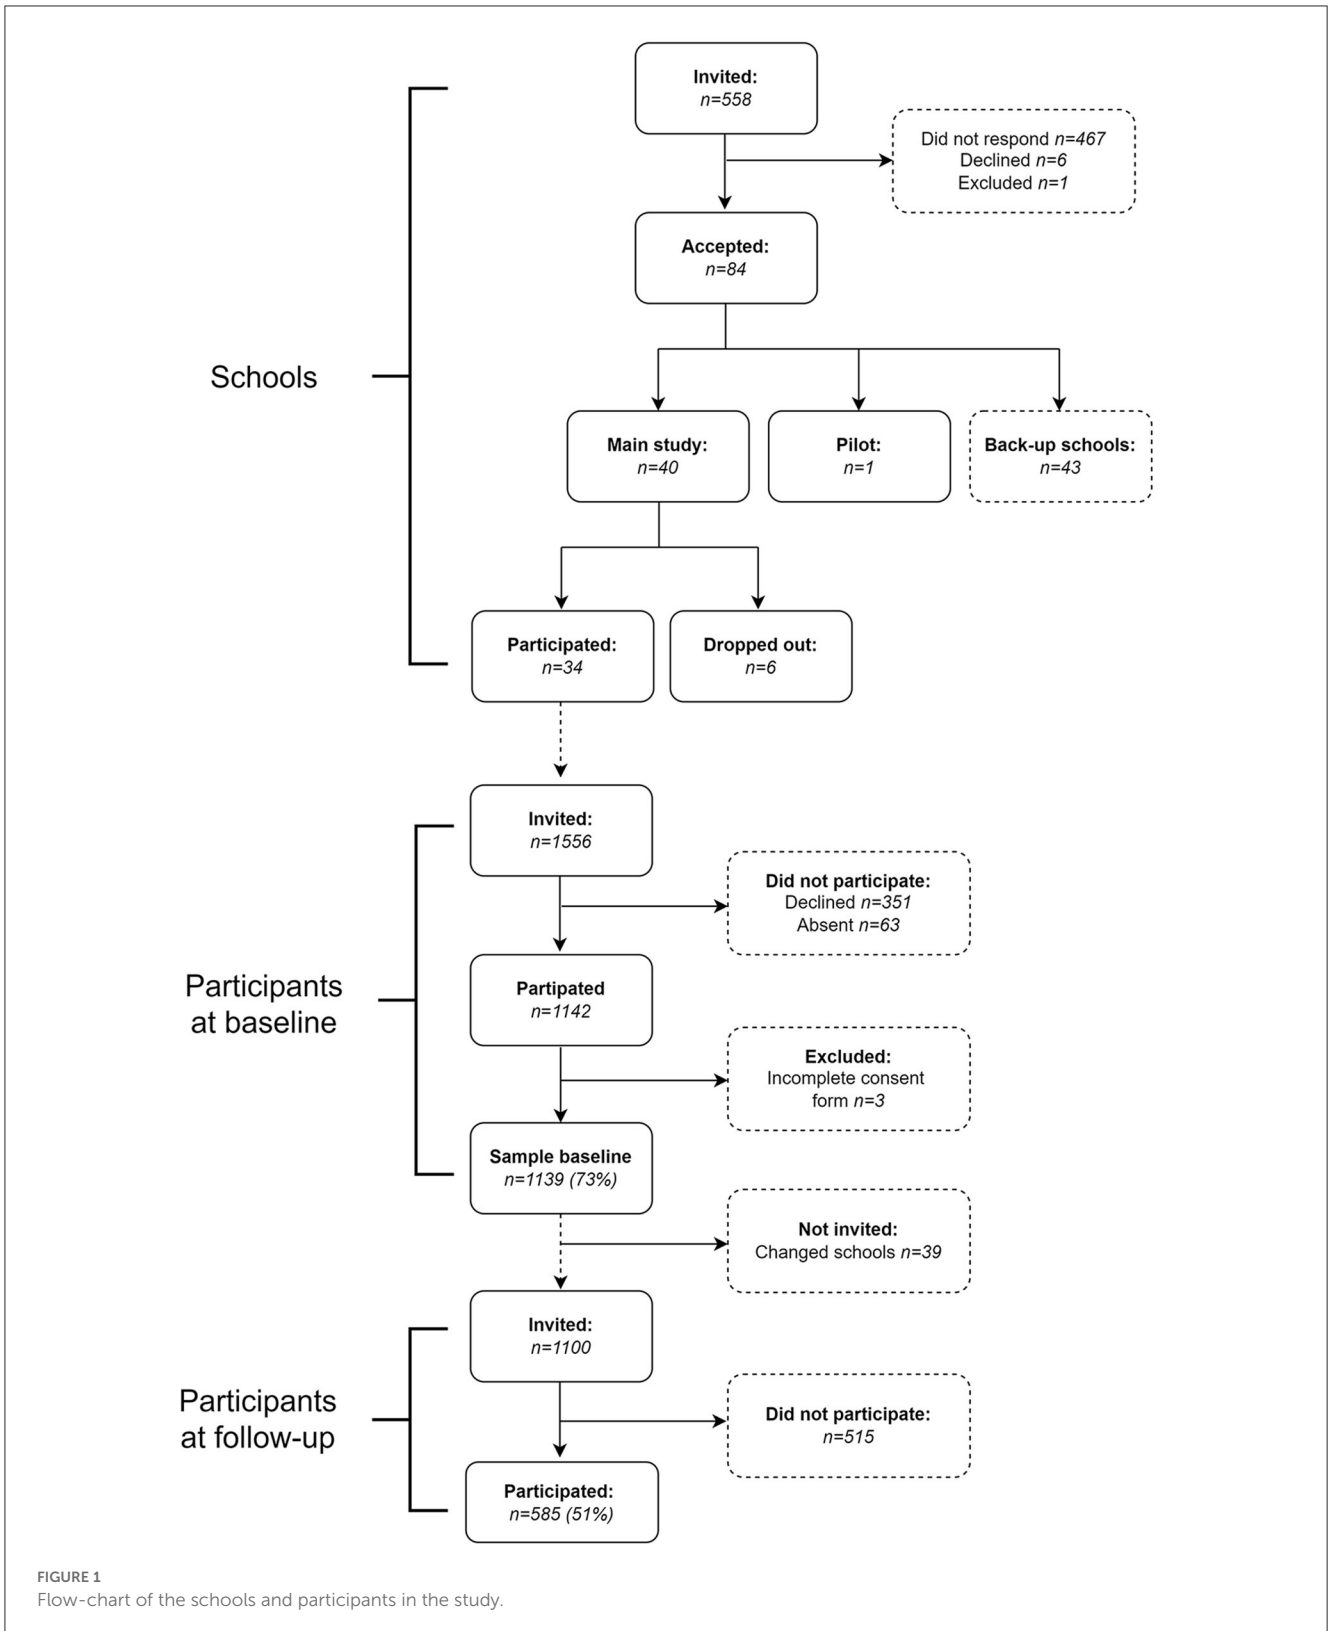 Invited:
n=558
Did not respond n=467
Declined n=6
Excluded n=1
Accepted:
n=84
Schools
Main study:
n=40
Pilot:
n=1
Back-up schools:
n=43
Participated:
n=34
Dropped out:
n=6
Invited:
n=1556
Did not participate:
Declined n=351
Absent n=63
Participants
at baseline
Partipated
n=1142
Excluded:
Incomplete consent
form n=3
Sample baseline
n=1139 (73%)
Not invited:
Changed schools n=39
Invited:
n=1100
Participants
at follow-up
Did not participate:
n=515
Participated:
n=585 (51%)
FIGURE 1
Flow-chart of the schools and participants in the study.